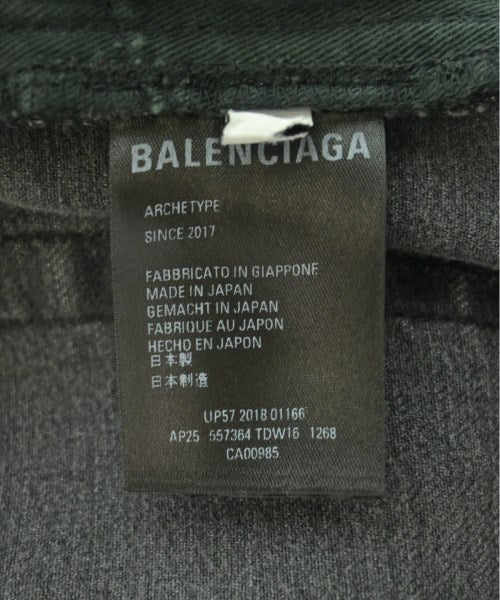 BALENCIAGA
ARCHETYPE
SINCE 2017
FABBRICATO IN GIAPPONE
MADE IN JAPAN
GEMACHT IN JAPAN
FABRIQUE AU JAPON
HECHO EN JAPON
日本製
日本制造
UP57 2018 01166
AP25 557364 TDW16 1268
CA00985